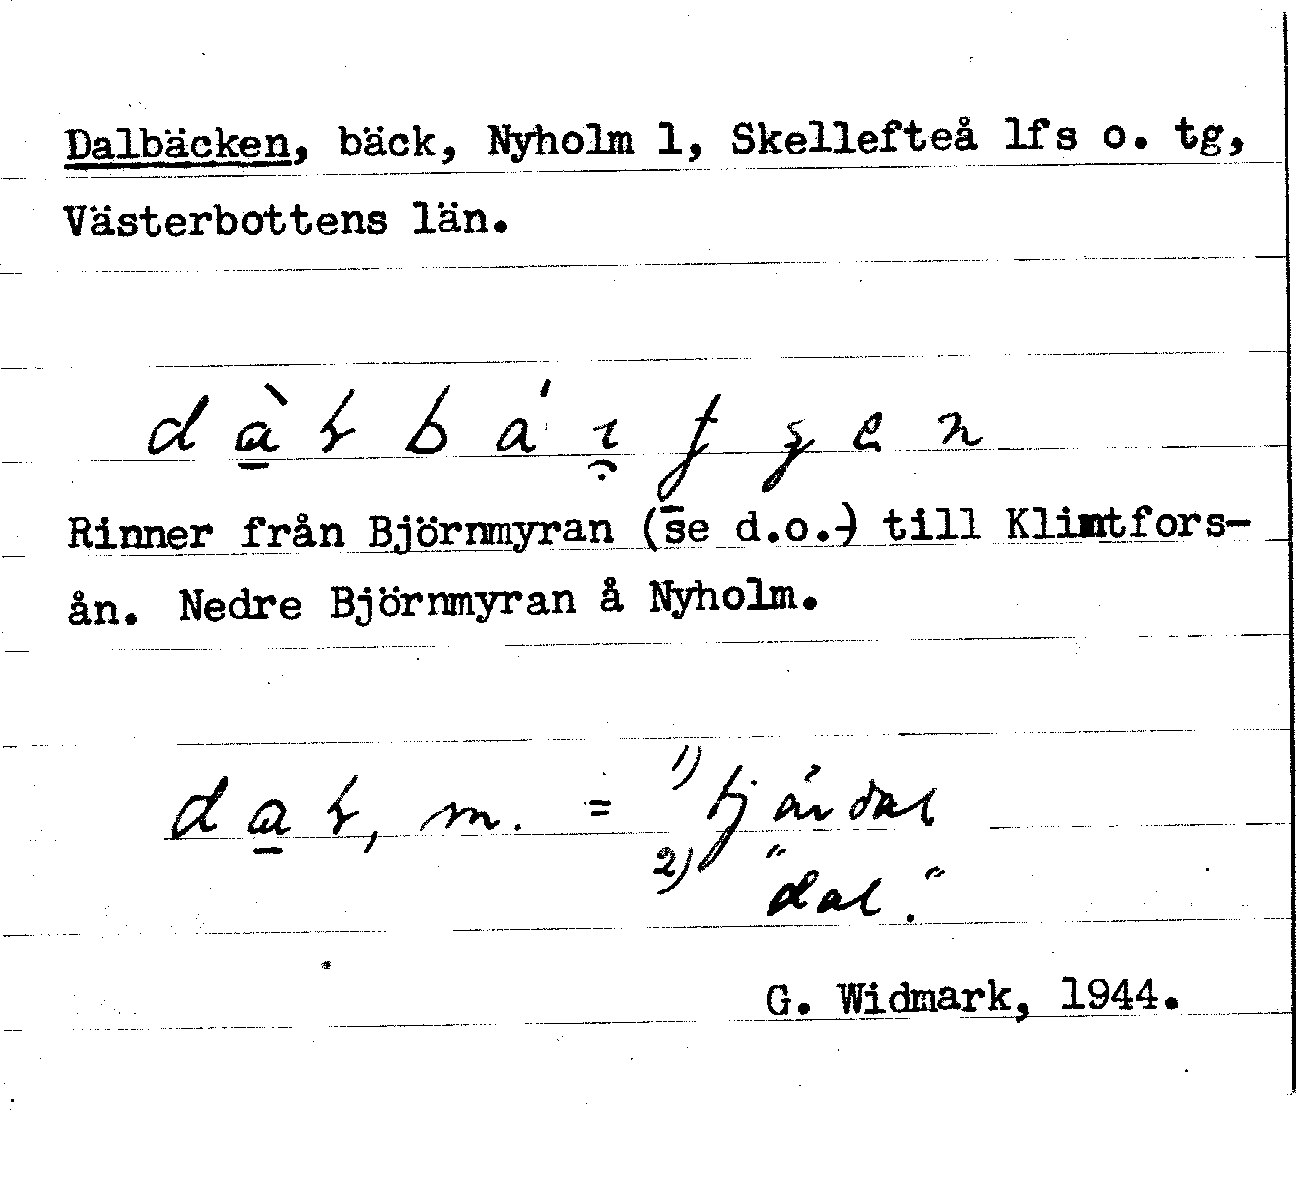 Dalbäcken, bäck, Nyholm 1, Skellefteå lfs o. tg,
Västerbottens län.
Rinner från Björnmyran (se d.o.) till Klimtfors-
ån. Nedre Björnmyran å Nyholm.
m. = 1)
2) "dal."
G. Widmark, 1944.